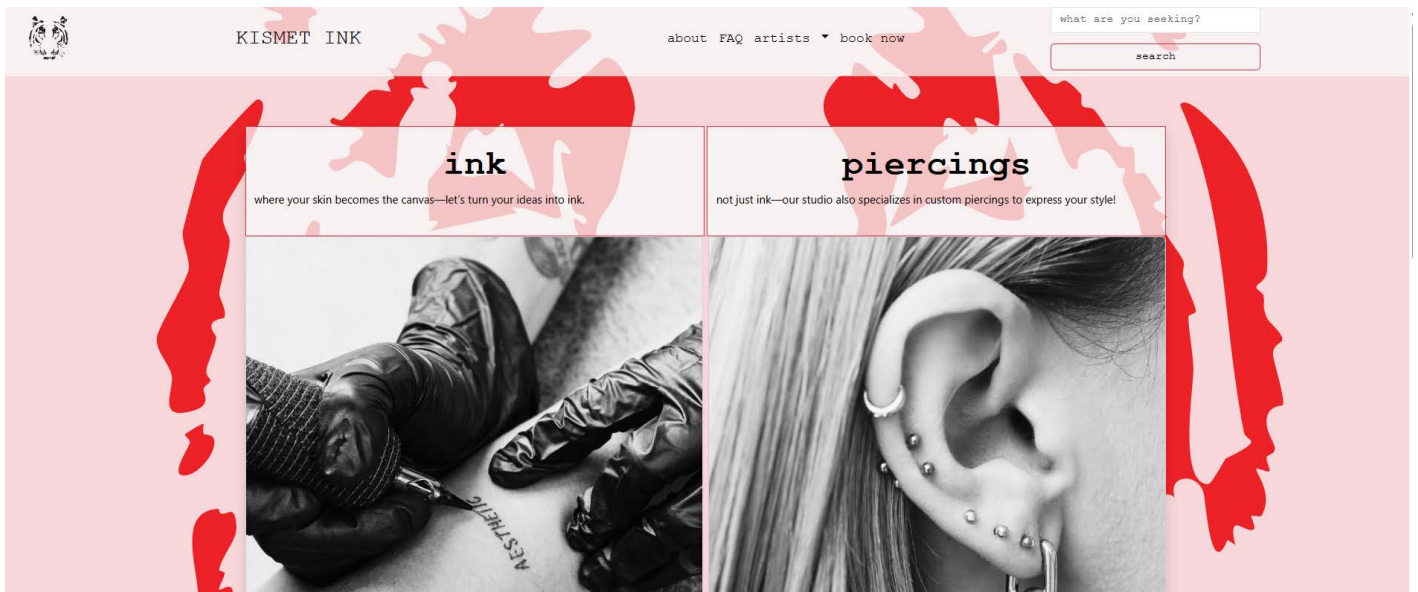 KISMET INK
about FAQ artists book now
what are you seeking?
search
ink
where your skin becomes the canvas—let's turn your ideas into ink.
piercings
not just ink—our studio also specializes in custom piercings to express your style!
AESTHETIC